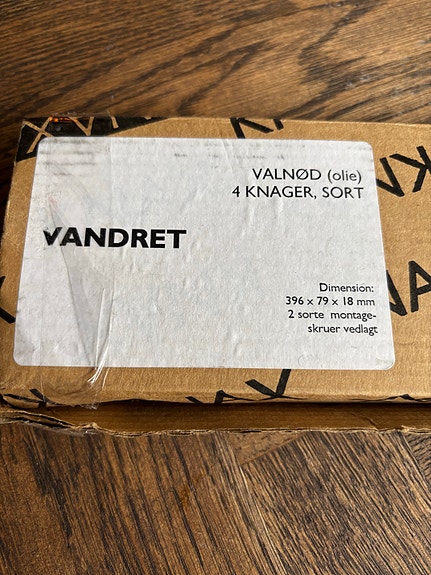 VALNØD (olie)
4 KNAGER, SORT
VANDRET
Dimension:
396 x 79 x 18 mm
2 sorte montage-
skruer vedlagt